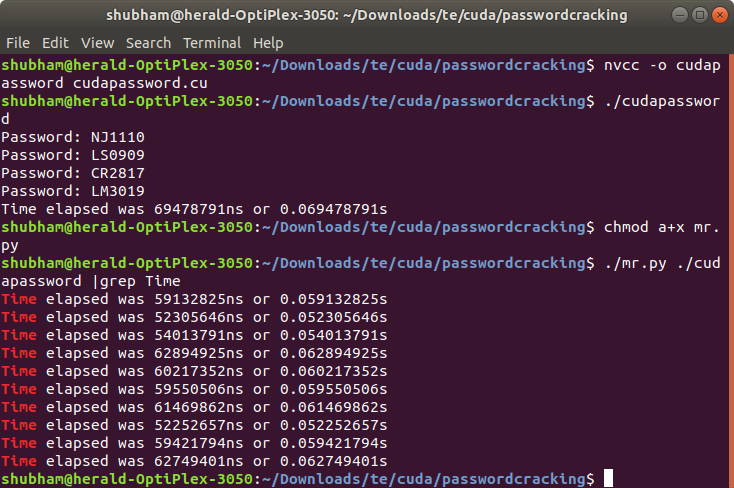 shubham@herald-OptiPlex-3050: ~/Downloads/te/cuda/passwordcracking
File Edit View Search Terminal Help
shubham@herald-OptiPlex-3050:~/Downloads/te/cuda/passwordcracking$ nvcc -o cudap
assword cudapassword.cu
shubham@herald-OptiPlex-3050:~/Downloads/te/cuda/passwordcracking$ ./cudapasswor
d
Password: NJ1110
Password: LS0909
Password: CR2817
Password: LM3019
Time elapsed was 69478791ns or 0.069478791s
shubham@herald-OptiPlex-3050:~/Downloads/te/cuda/passwordcracking$ chmod a+x mr.
py
shubham@herald-OptiPlex-3050:~/Downloads/te/cuda/passwordcracking$ ./mr.py ./cud
apassword |grep Time
Time elapsed was 59132825ns or 0.059132825s
Time elapsed was 52305646ns or 0.052305646s
Time elapsed was 54013791ns or 0.054013791s
Time elapsed was 62894925ns or 0.062894925s
Time elapsed was 60217352ns or 0.060217352s
Time elapsed was 59550506ns or 0.059550506s
Time elapsed was 61469862ns or 0.061469862s
Time elapsed was 52252657ns or 0.052252657s
Time elapsed was 59421794ns or 0.059421794s
Time elapsed was 62749401ns or 0.062749401s
shubham@herald-OptiPlex-3050:~/Downloads/te/cuda/passwordcracking$